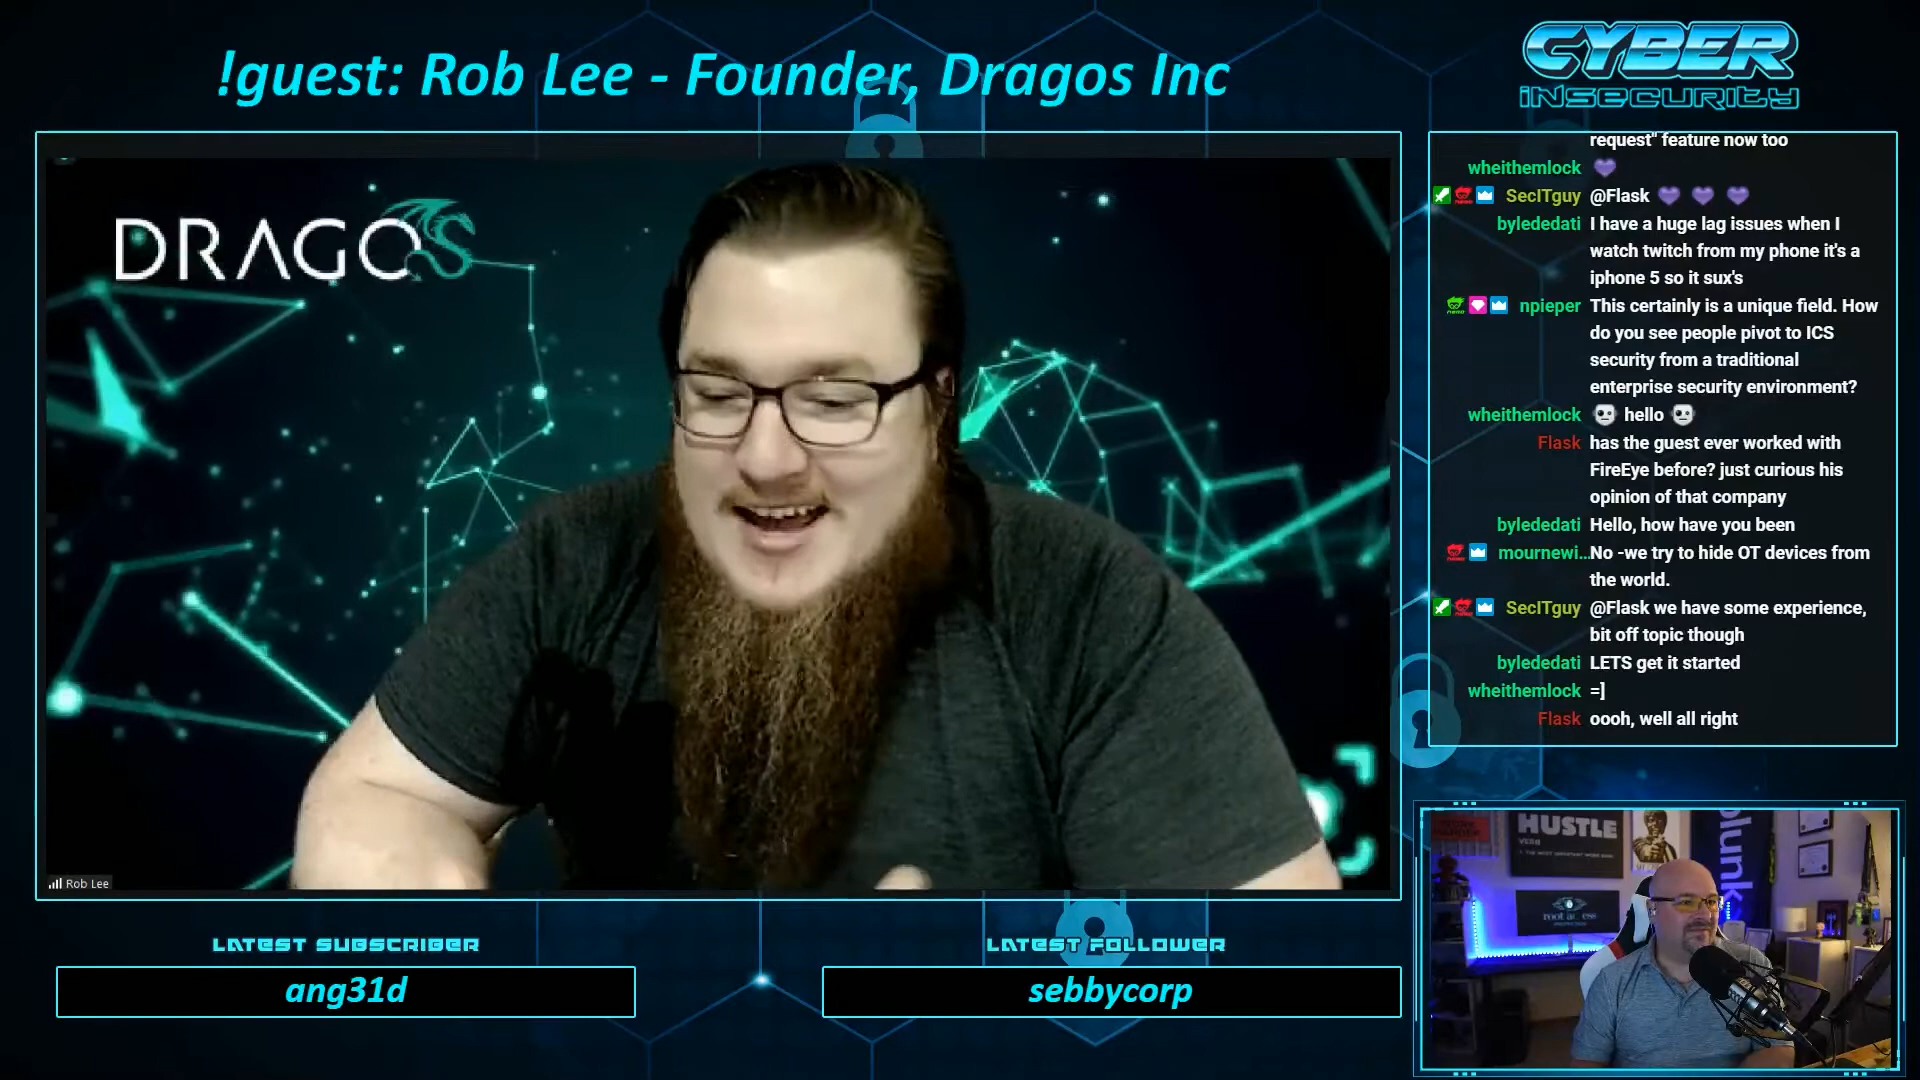 !guest: Rob Lee - Founder, Dragos Inc
CYBER
INSECURITY
DRAGOS
Rob Lee
request" feature now too
wheithemlock
SecITguy @Flask
bylededati I have a huge lag issues when I
watch twitch from my phone it's a
iphone 5 so it sux's
npieper This certainly is a unique field. How
do you see people pivot to ICS
security from a traditional
enterprise security environment?
wheithemlock hello
Flask has the guest ever worked with
FireEye before? just curious his
opinion of that company
bylededati Hello, how have you been
mournewi... No -we try to hide OT devices from
the world.
SecITguy @Flask we have some experience,
bit off topic though
bylededati LETS get it started
wheithemlock =]
Flask oooh, well all right
LATEST SUBSCRIBER
ang31d
LATEST FOLLOWER
sebbycorp
HUSTLE
VERB
splunk